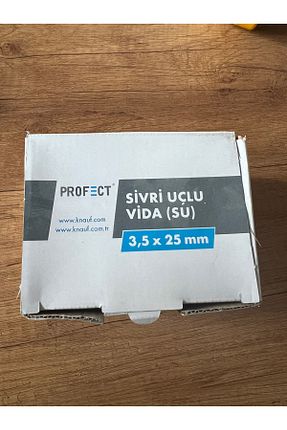 PROFECT®
www.knauf.com
www.knauf.com.tr
SİVRİ UÇLU
VİDA (SU)
3,5 x 25 mm